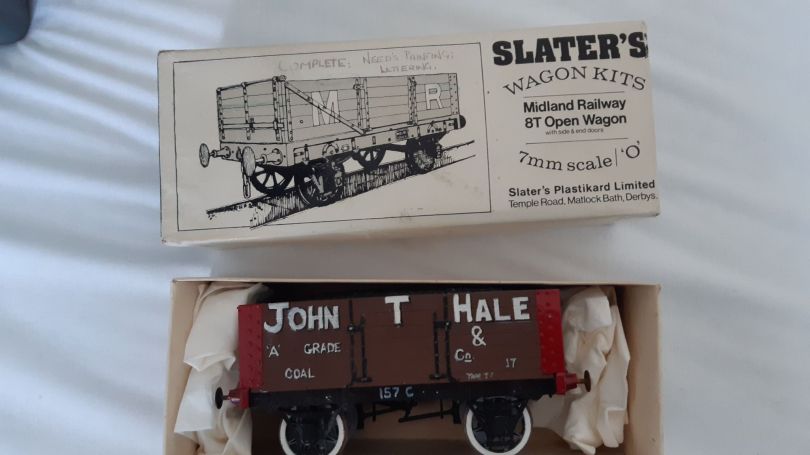 COMPLETE: NEED'S PAINTING:
LETTERING.
M R
SLATER'S
WAGON KITS
Midland Railway
8T Open Wagon
with side & end doors
7mm scale/'O'
Slater's Plastikard Limited
Temple Road, Matlock Bath, Derbys.
JOHN T HALE
&
'A' GRADE Co. 17
COAL
157 C